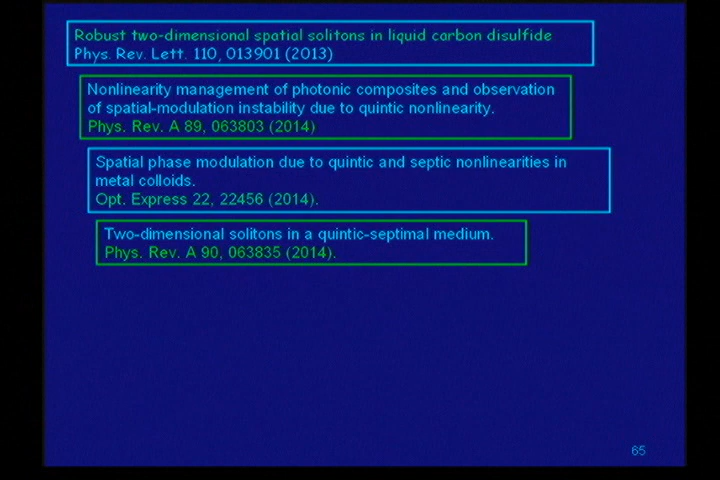 Robust two-dimensional spatial solitons in liquid carbon disulfide
Phys. Rev. Lett. 110, 013901 (2013)
Nonlinearity management of photonic composites and observation
of spatial-modulation instability due to quintic nonlinearity.
Phys. Rev. A 89, 063803 (2014)
Spatial phase modulation due to quintic and septic nonlinearities in
metal colloids.
Opt. Express 22, 22456 (2014).
Two-dimensional solitons in a quintic-septimal medium.
Phys. Rev. A 90, 063835 (2014).
65